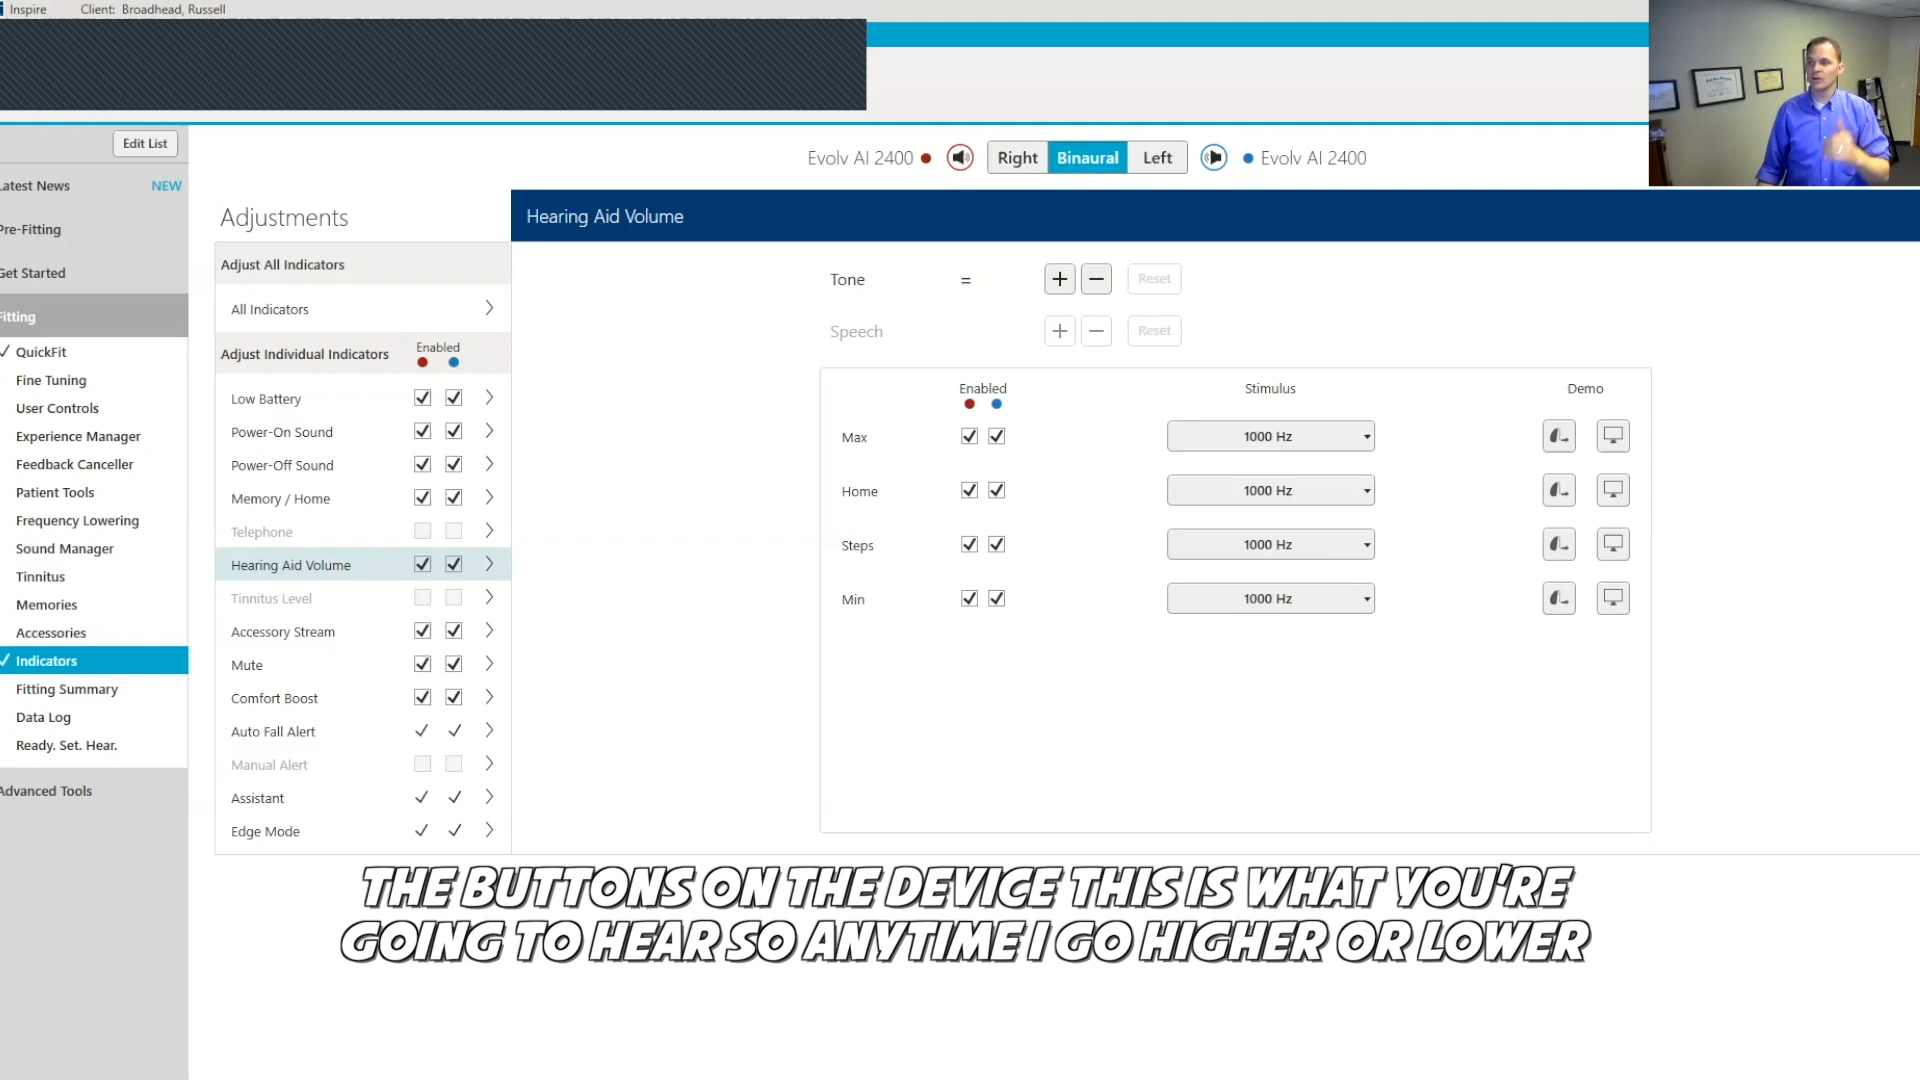 Inspire Client: Broadhead, Russell
Edit List
Latest News NEW
Pre-Fitting
Get Started
Fitting
QuickFit
Fine Tuning
User Controls
Experience Manager
Feedback Canceller
Patient Tools
Frequency Lowering
Sound Manager
Tinnitus
Memories
Accessories
Indicators
Fitting Summary
Data Log
Ready. Set. Hear.
Advanced Tools
Evolv AI 2400 Right Binaural Left Evolv AI 2400
Adjustments
Adjust All Indicators
All Indicators
Adjust Individual Indicators Enabled
Low Battery
Power-On Sound
Power-Off Sound
Memory / Home
Telephone
Hearing Aid Volume
Tinnitus Level
Accessory Stream
Mute
Comfort Boost
Auto Fall Alert
Manual Alert
Assistant
Edge Mode
Hearing Aid Volume
Tone = + − Reset
Speech + − Reset
Enabled Stimulus Demo
Max 1000 Hz
Home 1000 Hz
Steps 1000 Hz
Min 1000 Hz
THE BUTTONS ON THE DEVICE THIS IS WHAT YOU'RE
GOING TO HEAR SO ANYTIME I GO HIGHER OR LOWER